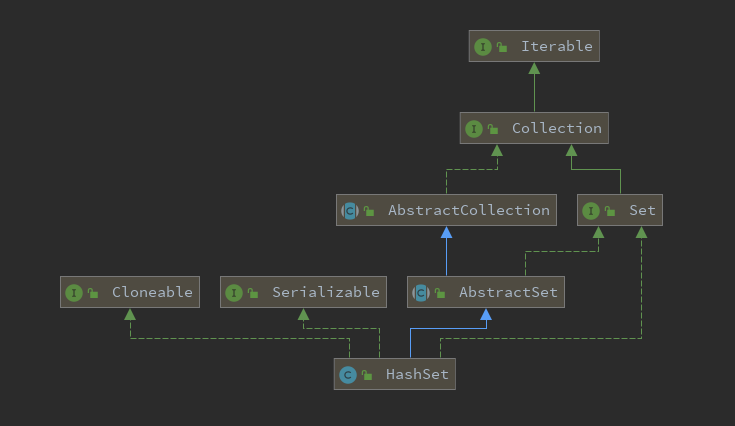 I Iterable
I Collection
C AbstractCollection
I Set
I Cloneable
I Serializable
C AbstractSet
C HashSet